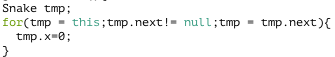 Snake tmp;
for(tmp = this;tmp.next!= null;tmp = tmp.next){
  tmp.x=0;
}